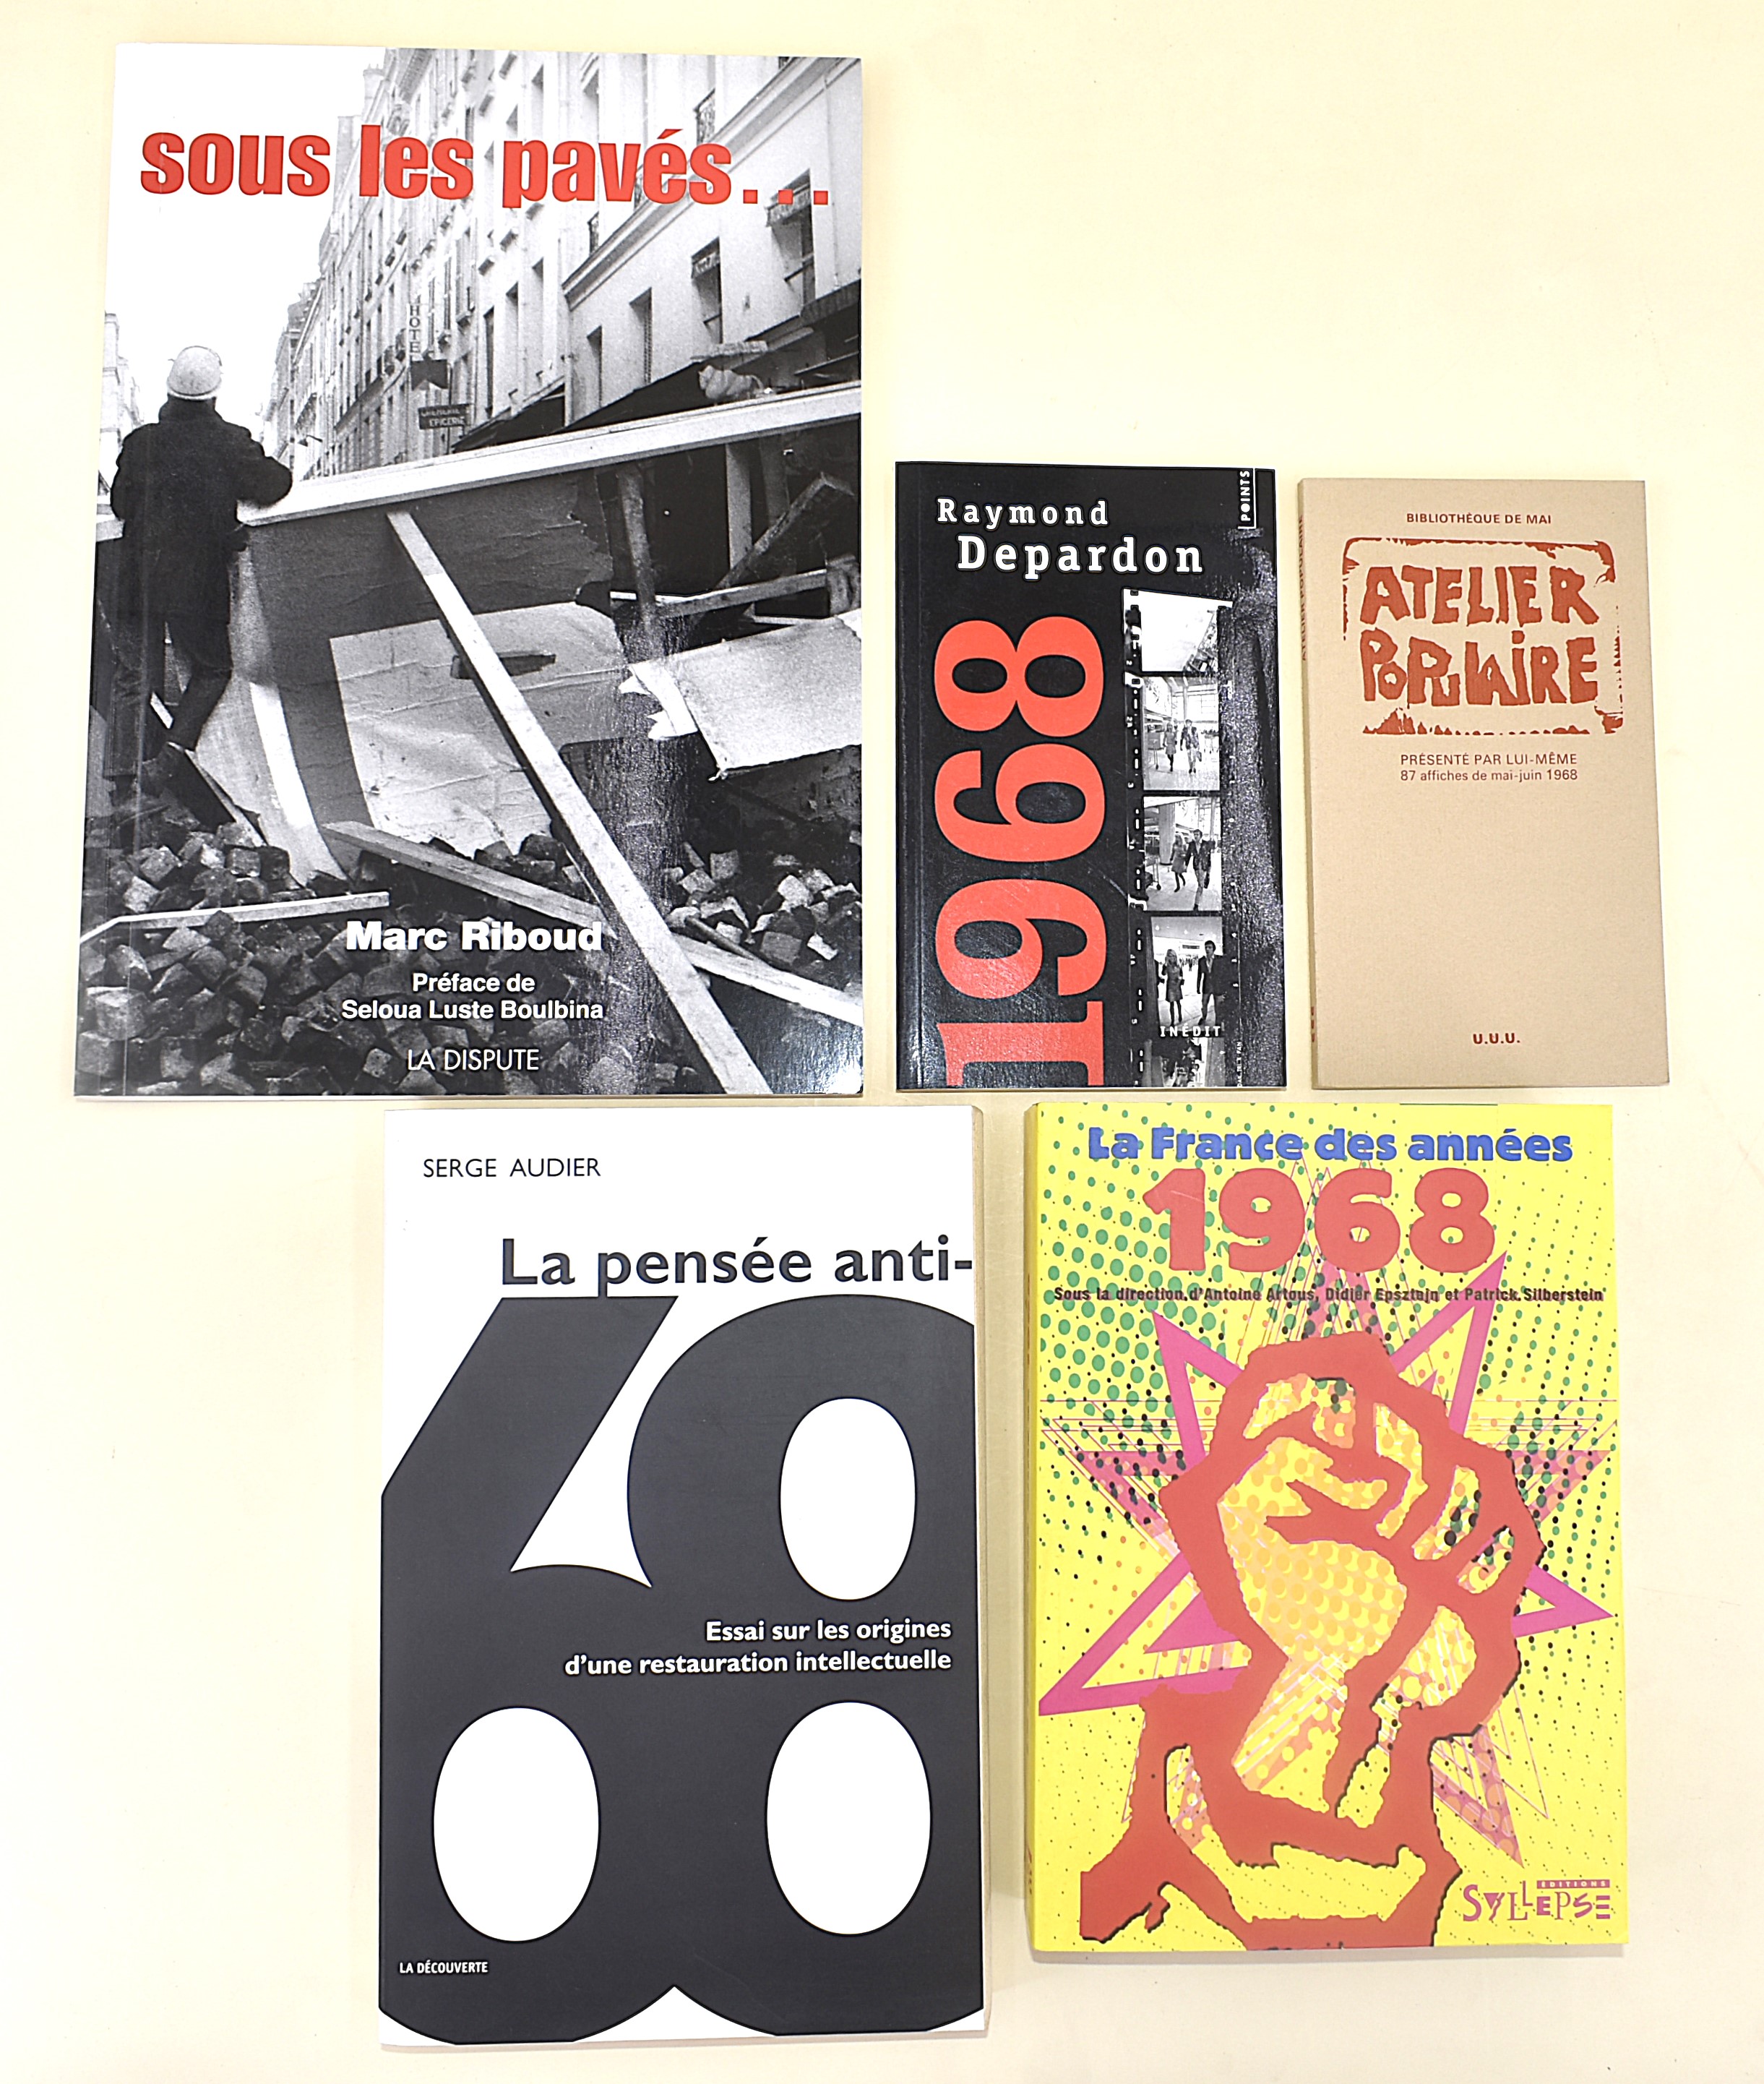 sous les pavés...
HOTEL
EPICERIE
Marc Riboud
Préface de
Seloua Luste Boulbina
LA DISPUTE
POINTS
Raymond
Depardon
1968
INÉDIT
BIBLIOTHÈQUE DE MAI
ATELIER
POPULAIRE
PRÉSENTÉ PAR LUI-MÊME
87 affiches de mai-juin 1968
U.U.U.
SERGE AUDIER
La pensée anti-
68
Essai sur les origines
d'une restauration intellectuelle
LA DÉCOUVERTE
La France des années
1968
Sous la direction d'Antoine Artous, Didier Epsztajn et Patrick Silberstein
ÉDITIONS
SYLLEPSE